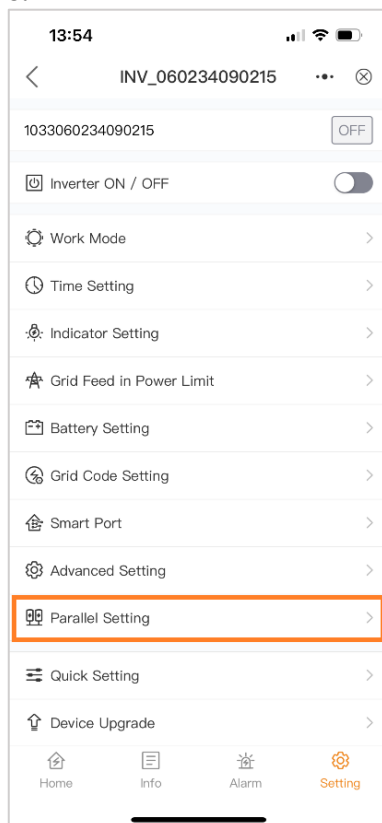 13:54
INV_060234090215
1033060234090215 OFF
Inverter ON / OFF
Work Mode
Time Setting
Indicator Setting
Grid Feed in Power Limit
Battery Setting
Grid Code Setting
Smart Port
Advanced Setting
Parallel Setting
Quick Setting
Device Upgrade
Home Info Alarm Setting